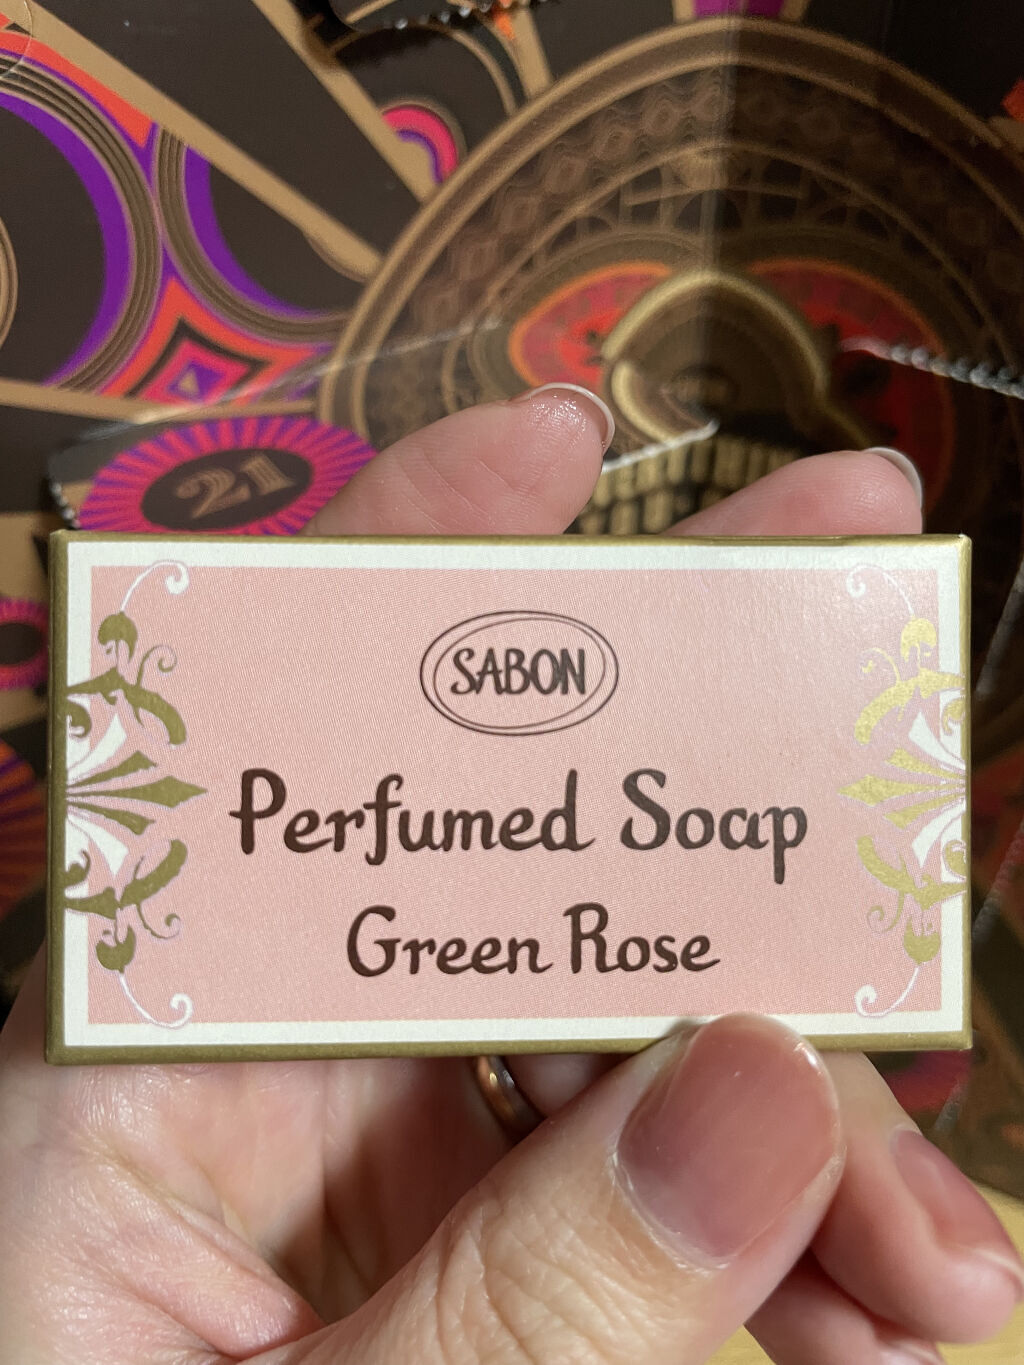 21
SABON
Perfumed Soap
Green Rose